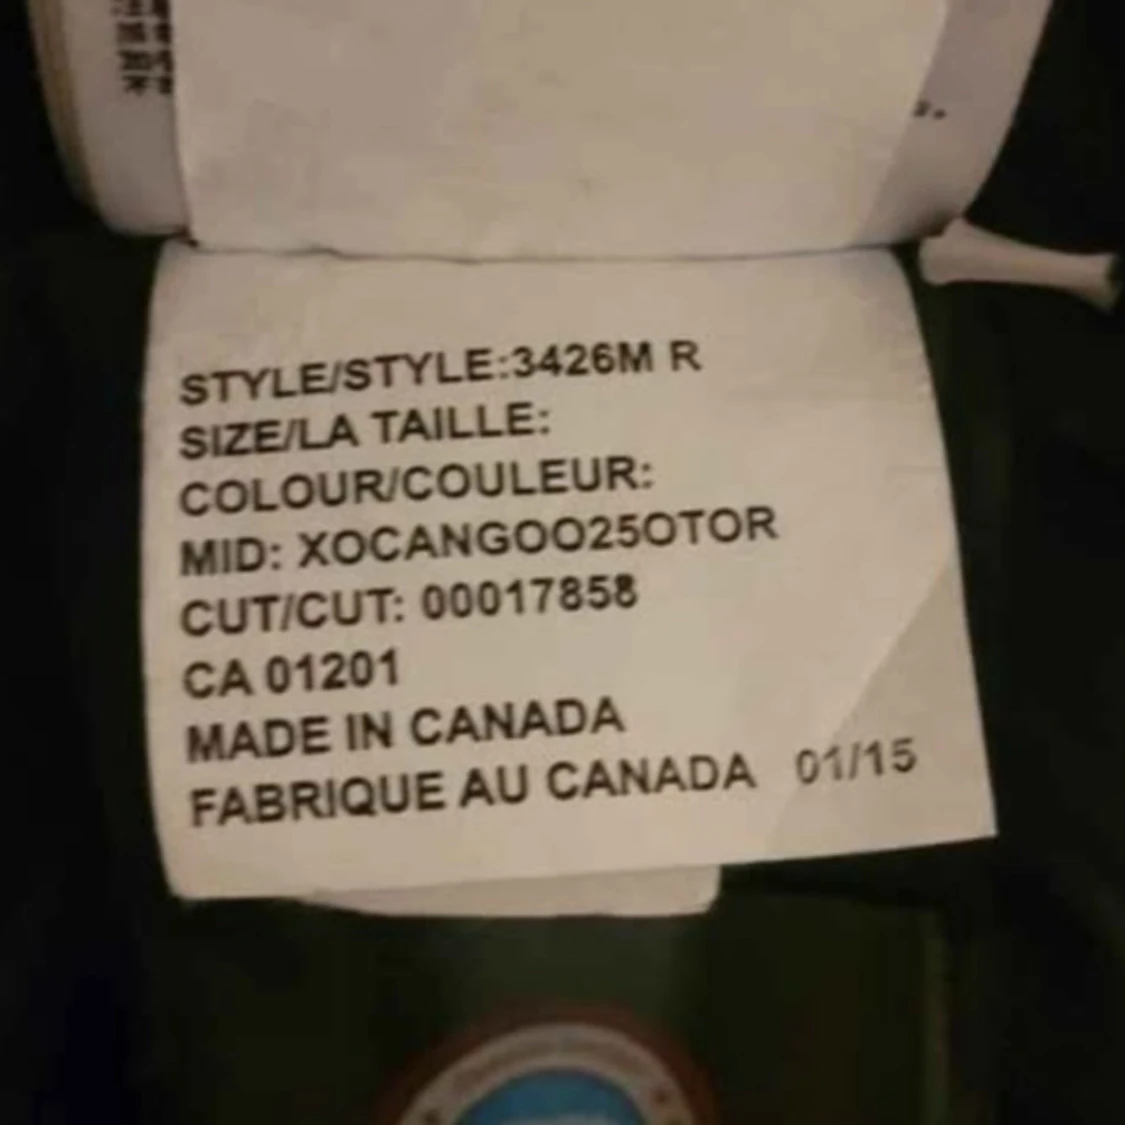 STYLE/STYLE:3426M R
SIZE/LA TAILLE:
COLOUR/COULEUR:
MID: XOCANGOO25OTOR
CUT/CUT: 00017858
CA 01201
MADE IN CANADA
FABRIQUE AU CANADA 01/15